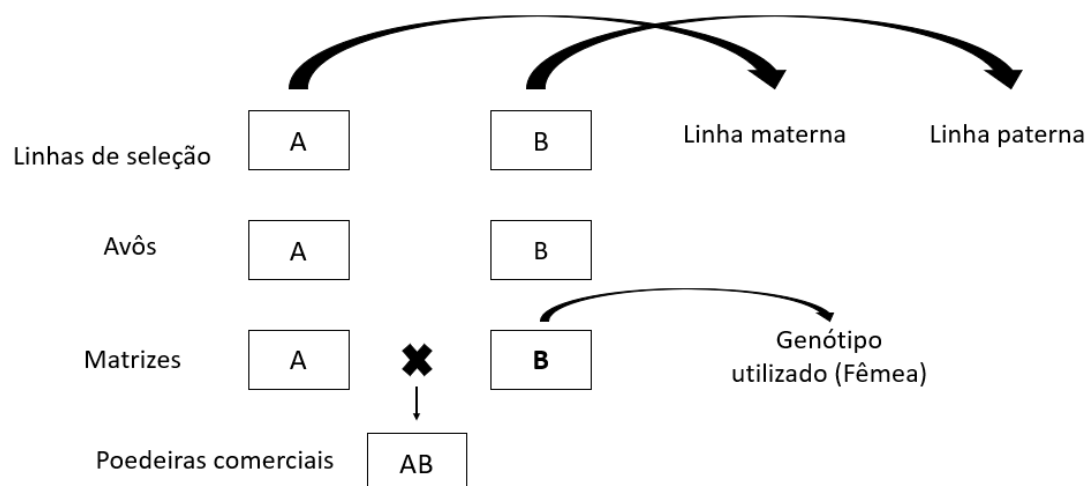 A
B
Linha materna
Linha paterna
Linhas de seleção
Avôs
A
B
Matrizes
A
B
Genótipo
utilizado (Fêmea)
Poedeiras comerciais
AB